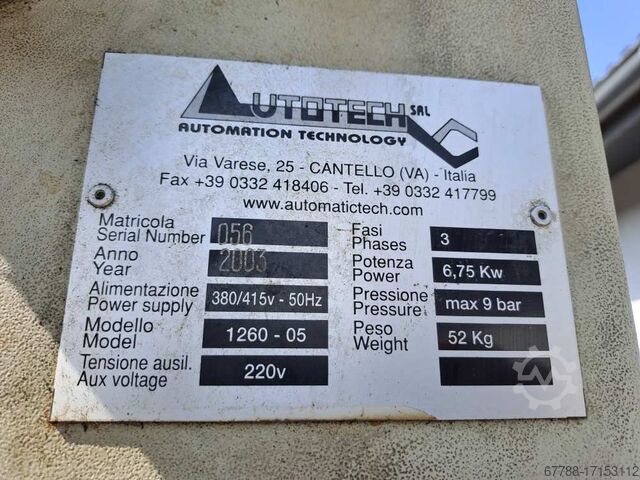 AUTOTECH SRL
AUTOMATION TECHNOLOGY
Via Varese, 25 - CANTELLO (VA) - Italia
Fax +39 0332 418406 - Tel. +39 0332 417799
www.automatictech.com
Matricola
Serial Number 056
Anno
Year 2003
Alimentazione
Power supply 380/415v - 50Hz
Modello
Model 1260 - 05
Tensione ausil.
Aux voltage 220v
Fasi
Phases 3
Potenza
Power 6,75 Kw
Pressione
Pressure max 9 bar
Peso
Weight 52 Kg
67788-17153112